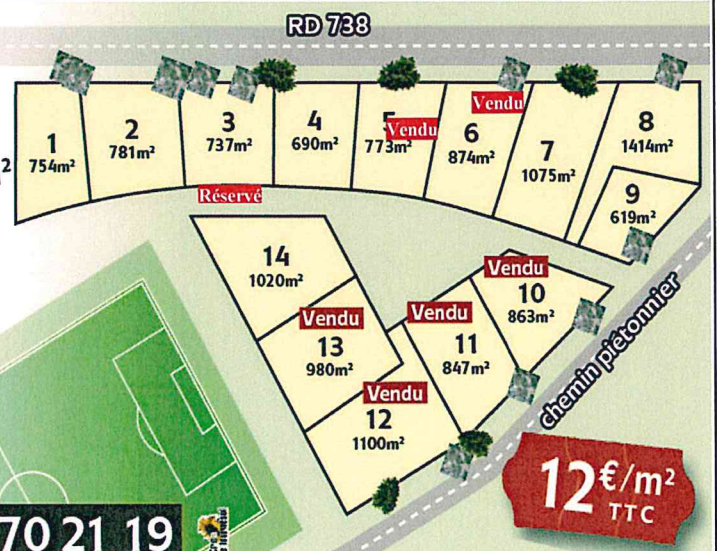 RD 738
1
754m²
2
781m²
3
737m²
4
690m²
5
773m²
Vendu
Vendu
6
874m²
7
1075m²
8
1414m²
9
619m²
Réservé
14
1020m²
Vendu
13
980m²
Vendu
12
1100m²
Vendu
11
847m²
Vendu
10
863m²
chemin piétonnier
12€/m²
TTC
70 21 19